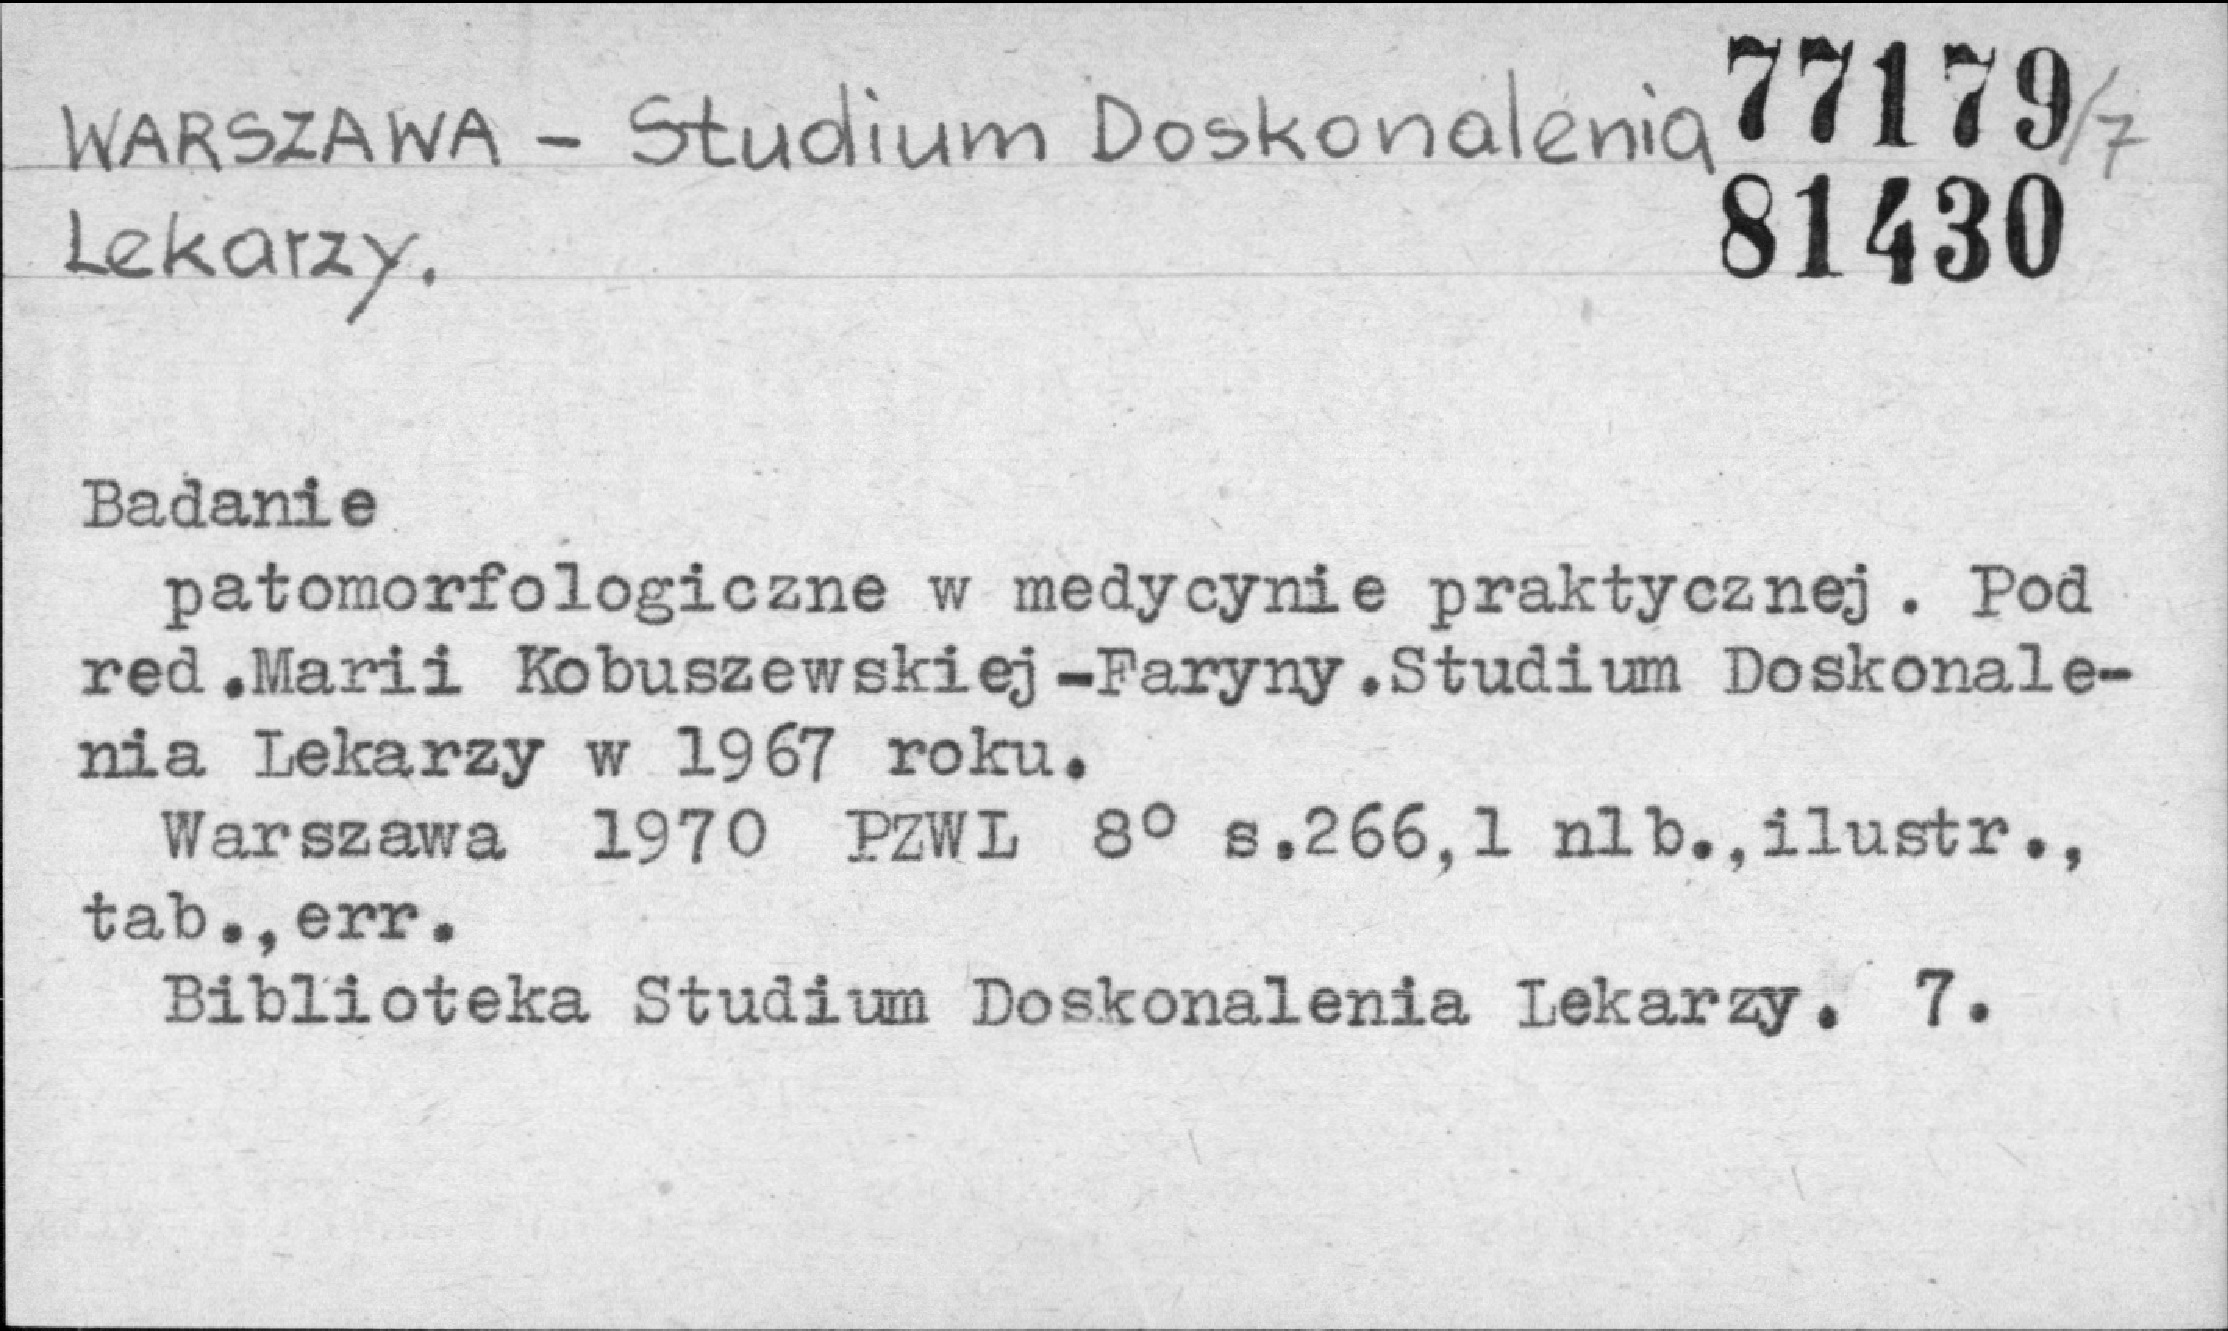 WARSZAWA - Studium Doskonalenia 77179/7
Lekarzy. 81430
Badanie
patomorfologiczne w medycynie praktycznej. Pod
red.Marii Kobuszewskiej-Faryny.Studium Doskonale-
nia Lekarzy w 1967 roku.
Warszawa 1970 PZWL 8° s.266,1 nlb.,ilustr.,
tab.,err.
Biblioteka Studium Doskonalenia Lekarzy. 7.